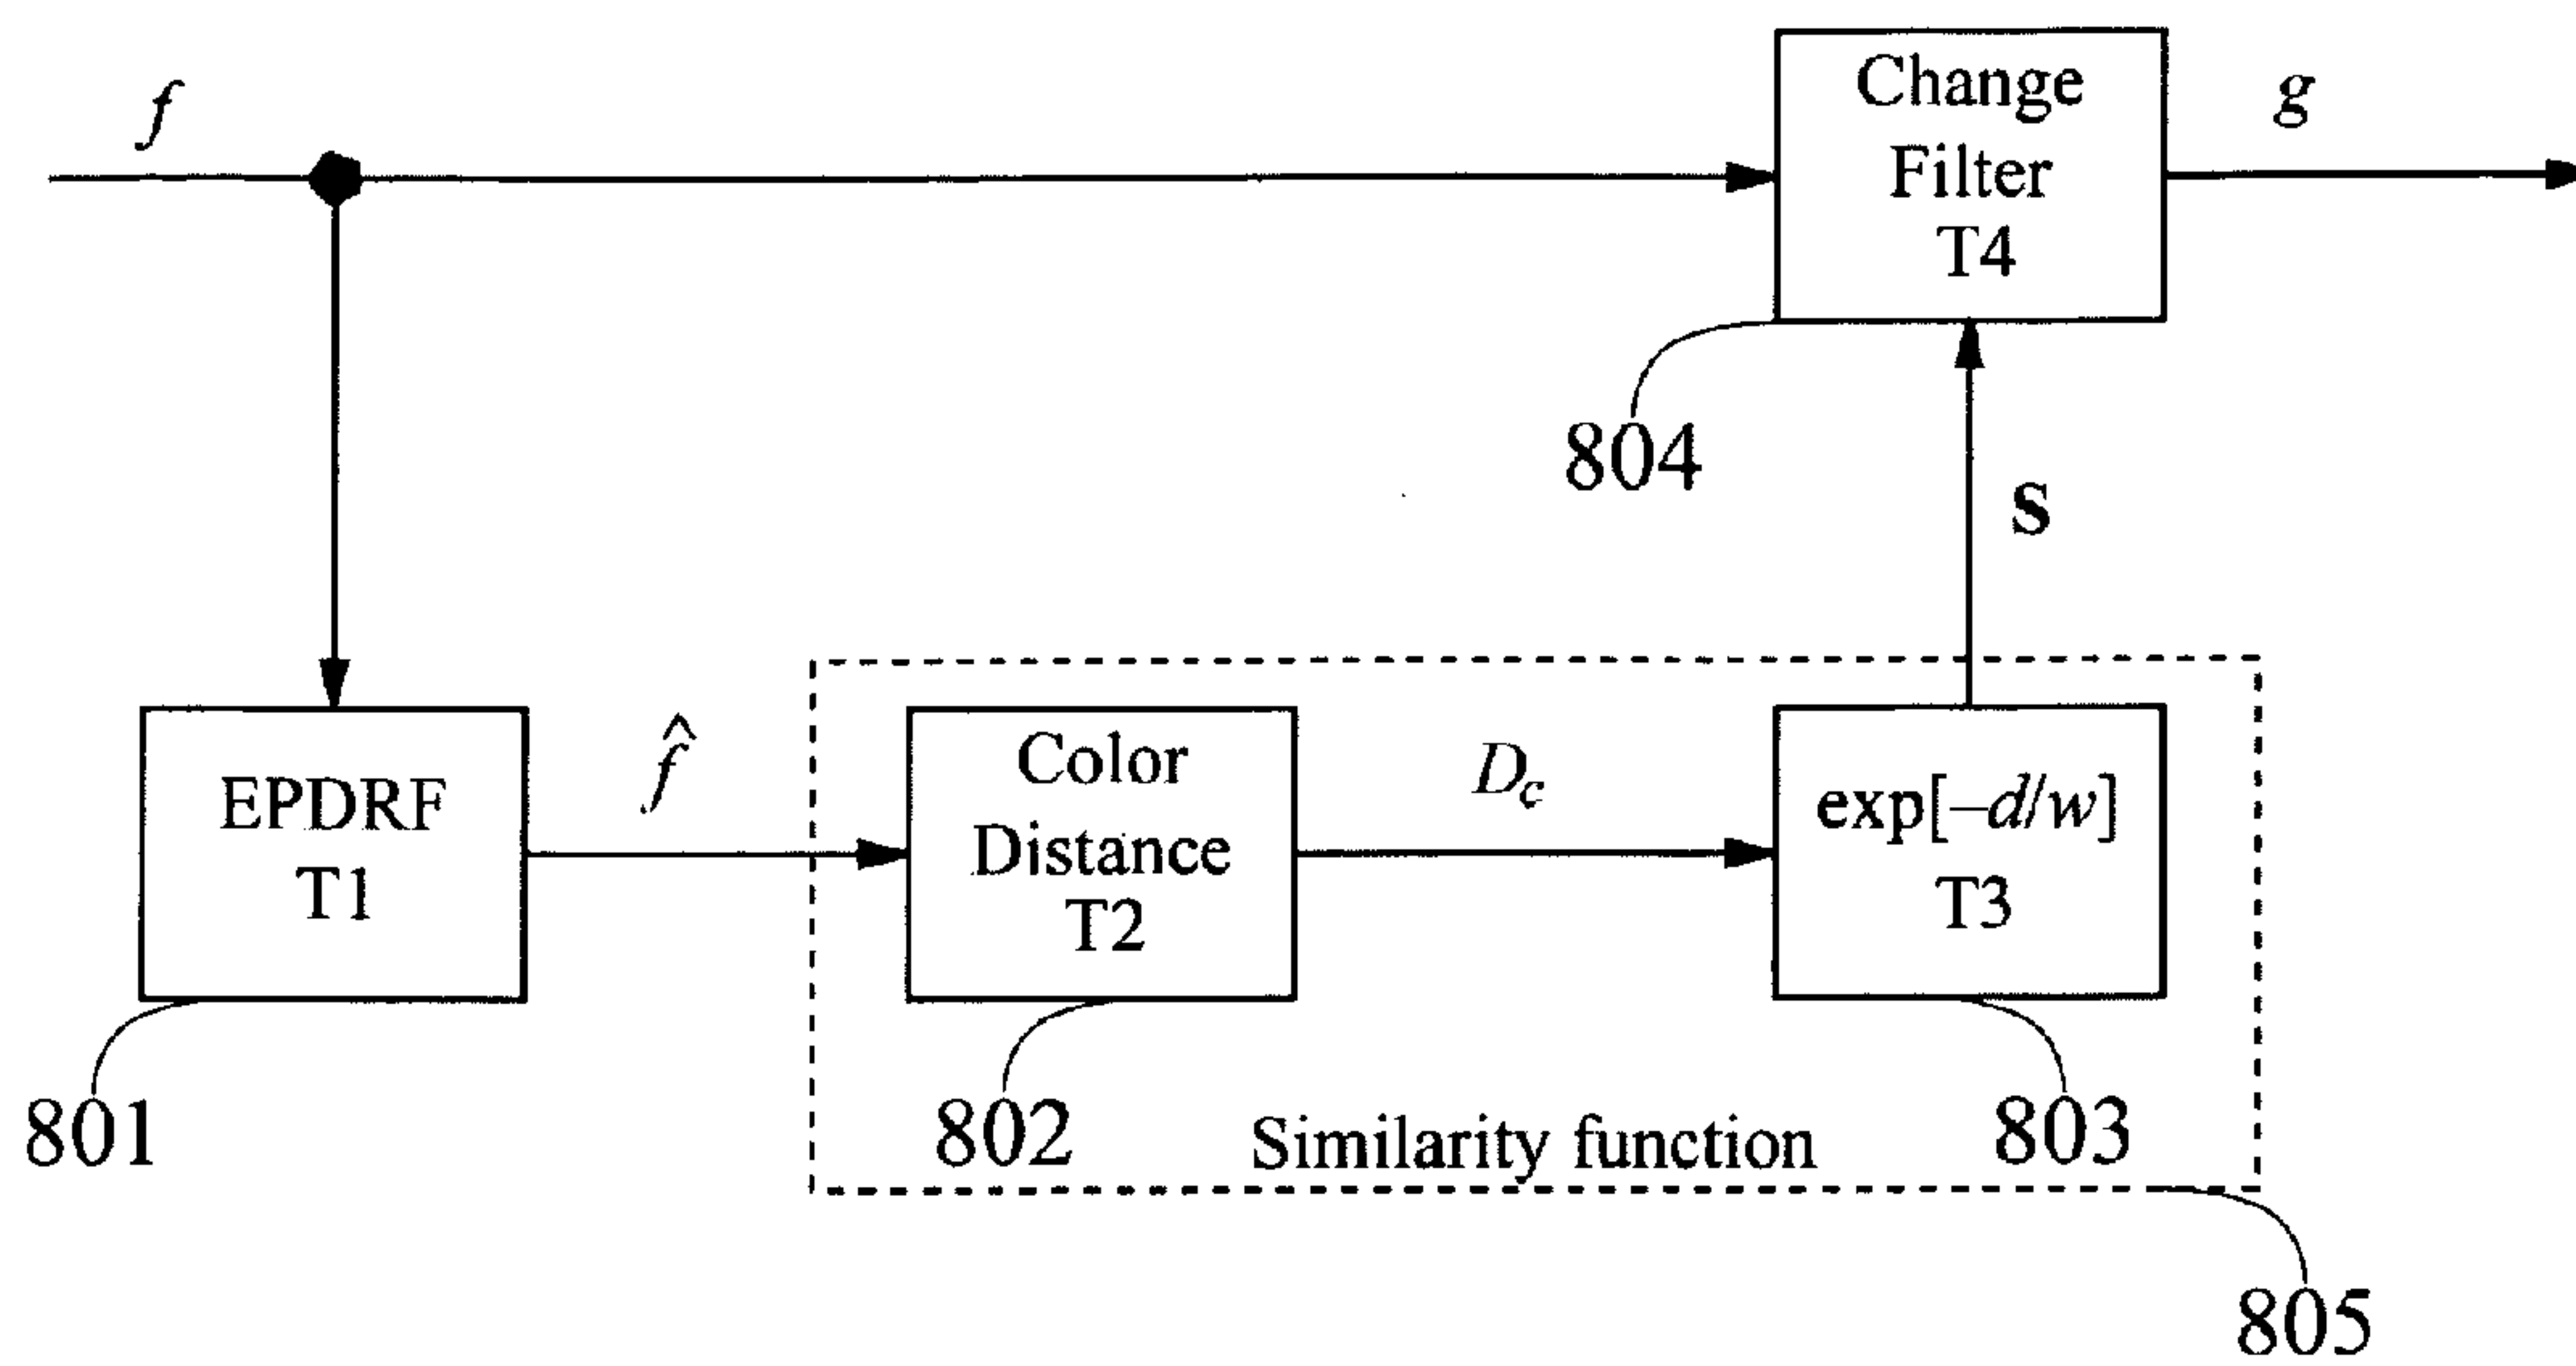 f
g
Change
Filter
T4
804
S
EPDRF
T1
f̂
Color
Distance
T2
D_c
exp[–d/w]
T3
801
802
Similarity function
803
805